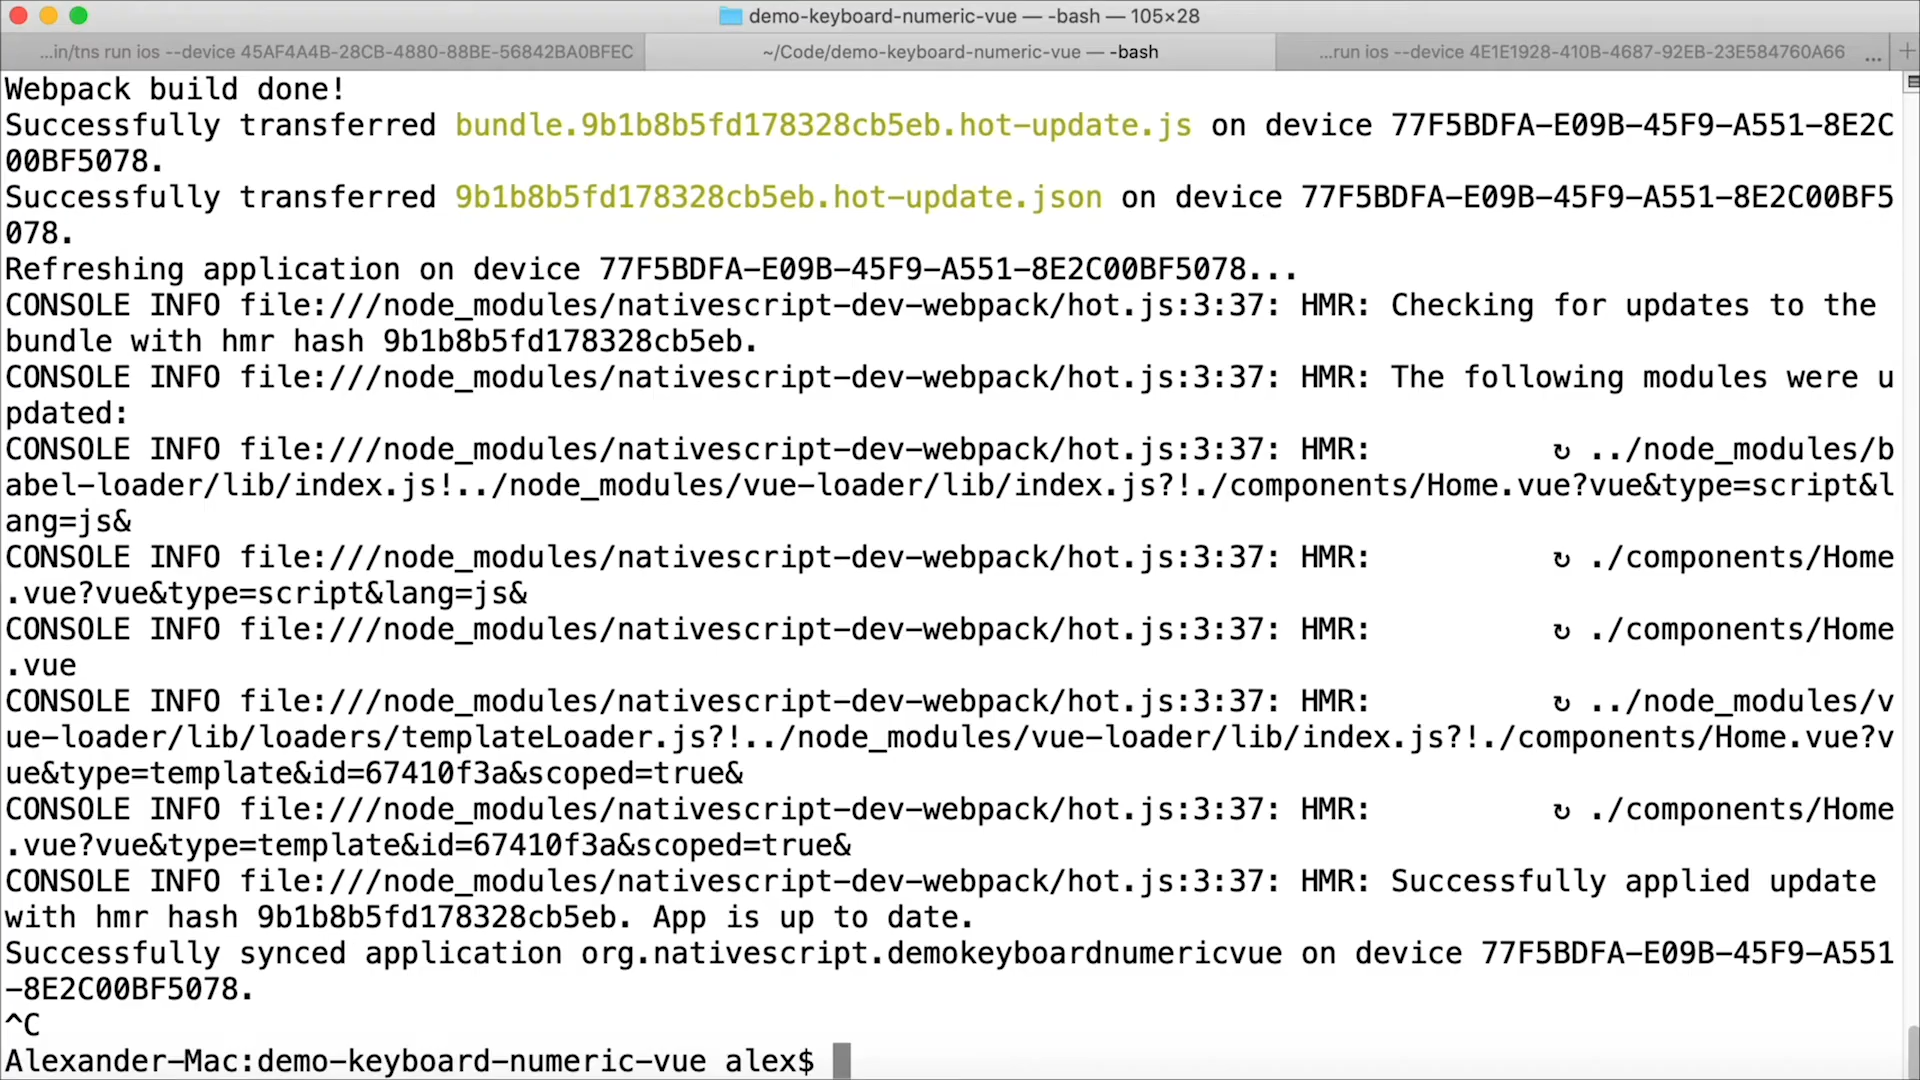 demo-keyboard-numeric-vue — -bash — 105×28
...in/tns run ios --device 45AF4A4B-28CB-4880-88BE-56842BA0BFEC ~/Code/demo-keyboard-numeric-vue — -bash ...run ios --device 4E1E1928-410B-4687-92EB-23E584760A66 ... +
Webpack build done!
Successfully transferred bundle.9b1b8b5fd178328cb5eb.hot-update.js on device 77F5BDFA-E09B-45F9-A551-8E2C
00BF5078.
Successfully transferred 9b1b8b5fd178328cb5eb.hot-update.json on device 77F5BDFA-E09B-45F9-A551-8E2C00BF5
078.
Refreshing application on device 77F5BDFA-E09B-45F9-A551-8E2C00BF5078...
CONSOLE INFO file:///node_modules/nativescript-dev-webpack/hot.js:3:37: HMR: Checking for updates to the
bundle with hmr hash 9b1b8b5fd178328cb5eb.
CONSOLE INFO file:///node_modules/nativescript-dev-webpack/hot.js:3:37: HMR: The following modules were u
pdated:
CONSOLE INFO file:///node_modules/nativescript-dev-webpack/hot.js:3:37: HMR:          ↻ ../node_modules/b
abel-loader/lib/index.js!../node_modules/vue-loader/lib/index.js?!./components/Home.vue?vue&type=script&l
ang=js&
CONSOLE INFO file:///node_modules/nativescript-dev-webpack/hot.js:3:37: HMR:          ↻ ./components/Home
.vue?vue&type=script&lang=js&
CONSOLE INFO file:///node_modules/nativescript-dev-webpack/hot.js:3:37: HMR:          ↻ ./components/Home
.vue
CONSOLE INFO file:///node_modules/nativescript-dev-webpack/hot.js:3:37: HMR:          ↻ ../node_modules/v
ue-loader/lib/loaders/templateLoader.js?!../node_modules/vue-loader/lib/index.js?!./components/Home.vue?v
ue&type=template&id=67410f3a&scoped=true&
CONSOLE INFO file:///node_modules/nativescript-dev-webpack/hot.js:3:37: HMR:          ↻ ./components/Home
.vue?vue&type=template&id=67410f3a&scoped=true&
CONSOLE INFO file:///node_modules/nativescript-dev-webpack/hot.js:3:37: HMR: Successfully applied update
with hmr hash 9b1b8b5fd178328cb5eb. App is up to date.
Successfully synced application org.nativescript.demokeyboardnumericvue on device 77F5BDFA-E09B-45F9-A551
-8E2C00BF5078.
^C
Alexander-Mac:demo-keyboard-numeric-vue alex$